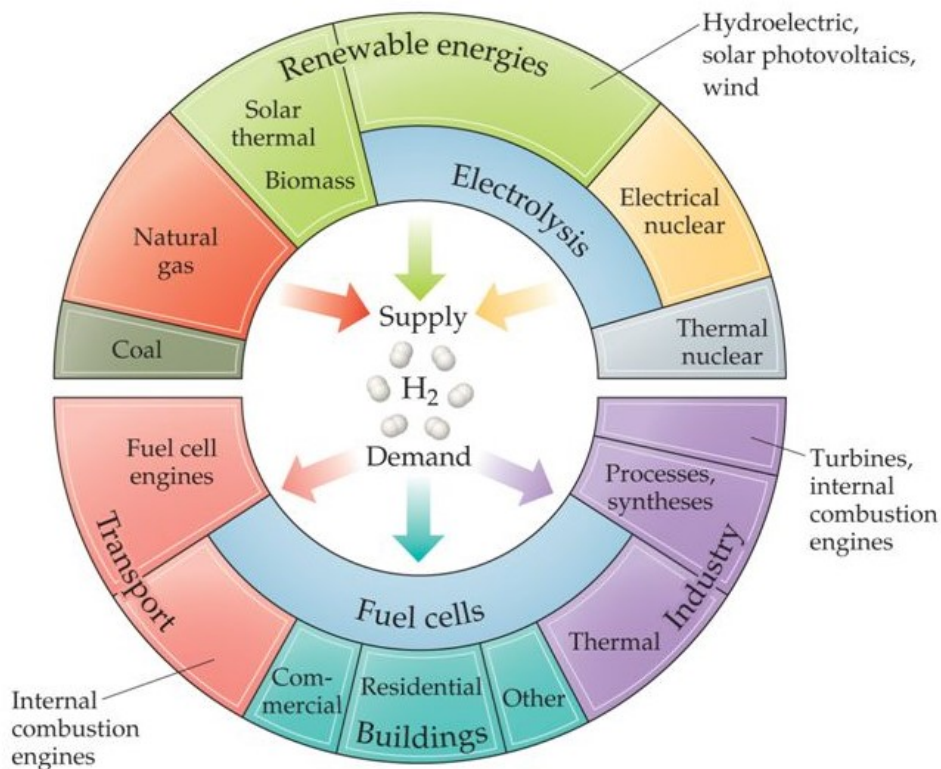 Renewable energies
Hydroelectric,
solar photovoltaics,
wind
Solar
thermal
Biomass
Electrolysis
Electrical
nuclear
Natural
gas
Supply
Thermal
nuclear
Coal
H₂
Demand
Fuel cell
engines
Processes,
syntheses
Turbines,
internal
combustion
engines
Transport
Industry
Fuel cells
Thermal
Internal
combustion
engines
Com-
mercial
Residential
Other
Buildings